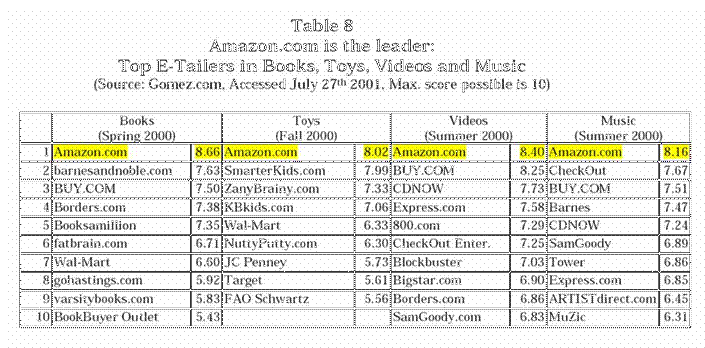 Table 8
Amazon.com is the leader:
Top E-Tailers in Books, Toys, Videos and Music
(Source: Gomez.com, Accessed July 27th 2001, Max. score possible is 10)
Books Toys Videos Music
(Spring 2000) (Fall 2000) (Summer 2000) (Summer 2000)
1 Amazon.com 8.66 Amazon.com 8.02 Amazon.com 8.40 Amazon.com 8.16
2 barnesandnoble.com 7.63 SmarterKids.com 7.99 BUY.COM 8.25 CheckOut 7.67
3 BUY.COM 7.50 ZanyBrainy.com 7.33 CDNOW 7.73 BUY.COM 7.51
4 Borders.com 7.38 KBkids.com 7.06 Express.com 7.58 Barnes 7.47
5 Booksamiliion 7.35 Wal-Mart 6.33 800.com 7.29 CDNOW 7.24
6 fatbrain.com 6.71 NuttyPutty.com 6.30 CheckOut Enter. 7.25 SamGoody 6.89
7 Wal-Mart 6.60 JC Penney 5.73 Blockbuster 7.03 Tower 6.86
8 gohastings.com 5.92 Target 5.61 Bigstar.com 6.90 Express.com 6.85
9 varsitybooks.com 5.83 FAO Schwartz 5.56 Borders.com 6.86 ARTISTdirect.com 6.45
10 BookBuyer Outlet 5.43 SamGoody.com 6.83 MuZic 6.31